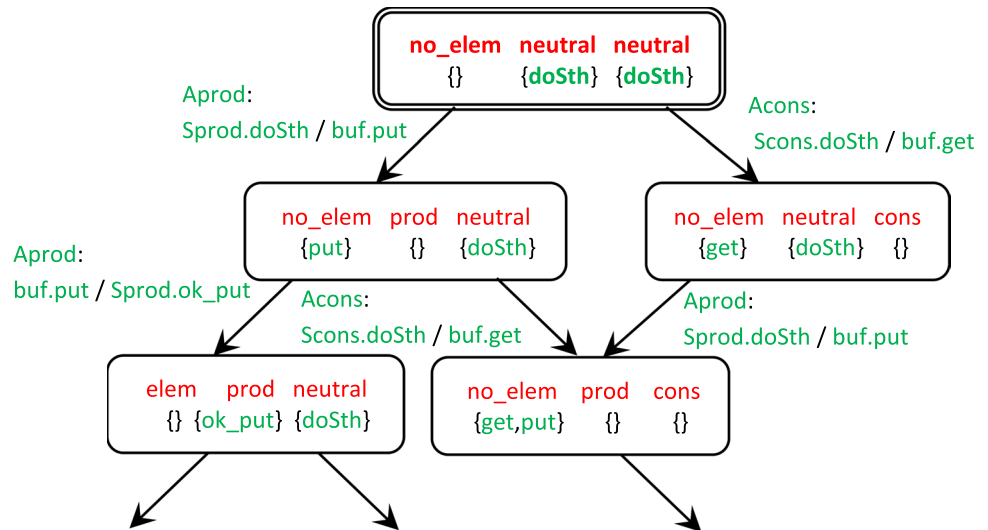 no_elem neutral neutral
{} {doSth} {doSth}
Aprod:
Sprod.doSth / buf.put
Acons:
Scons.doSth / buf.get
no_elem prod neutral
{put} {} {doSth}
no_elem neutral cons
{get} {doSth} {}
Aprod:
buf.put / Sprod.ok_put
Acons:
Scons.doSth / buf.get
Aprod:
Sprod.doSth / buf.put
elem prod neutral
{} {ok_put} {doSth}
no_elem prod cons
{get,put} {} {}